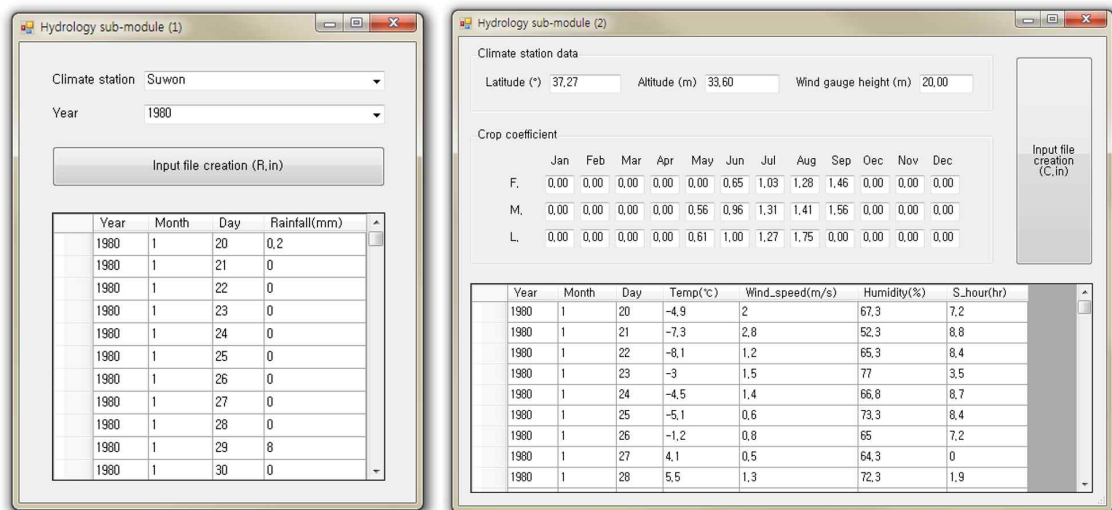 Hydrology sub-module (1)
Climate station Suwon
Year 1980
Input file creation (R,in)
Year Month Day Rainfall(mm)
1980 1 20 0,2
1980 1 21 0
1980 1 22 0
1980 1 23 0
1980 1 24 0
1980 1 25 0
1980 1 26 0
1980 1 27 0
1980 1 28 0
1980 1 29 8
1980 1 30 0
Hydrology sub-module (2)
Climate station data
Latitude (°) 37,27 Altitude (m) 33,60 Wind gauge height (m) 20,00
Crop coefficient
Jan Feb Mar Apr May Jun Jul Aug Sep Oec Nov Dec
F, 0,00 0,00 0,00 0,00 0,00 0,65 1,03 1,28 1,46 0,00 0,00 0,00
M, 0,00 0,00 0,00 0,00 0,56 0,96 1,31 1,41 1,56 0,00 0,00 0,00
L, 0,00 0,00 0,00 0,00 0,61 1,00 1,27 1,75 0,00 0,00 0,00 0,00
Input file
creation
(C,in)
Year Month Day Temp(℃) Wind_speed(m/s) Humidity(%) S_hour(hr)
1980 1 20 -4,9 2 67,3 7,2
1980 1 21 -7,3 2,8 52,3 8,8
1980 1 22 -8,1 1,2 65,3 8,4
1980 1 23 -3 1,5 77 3,5
1980 1 24 -4,5 1,4 66,8 8,7
1980 1 25 -5,1 0,6 73,3 8,4
1980 1 26 -1,2 0,8 65 7,2
1980 1 27 4,1 0,5 64,3 0
1980 1 28 5,5 1,3 72,3 1,9